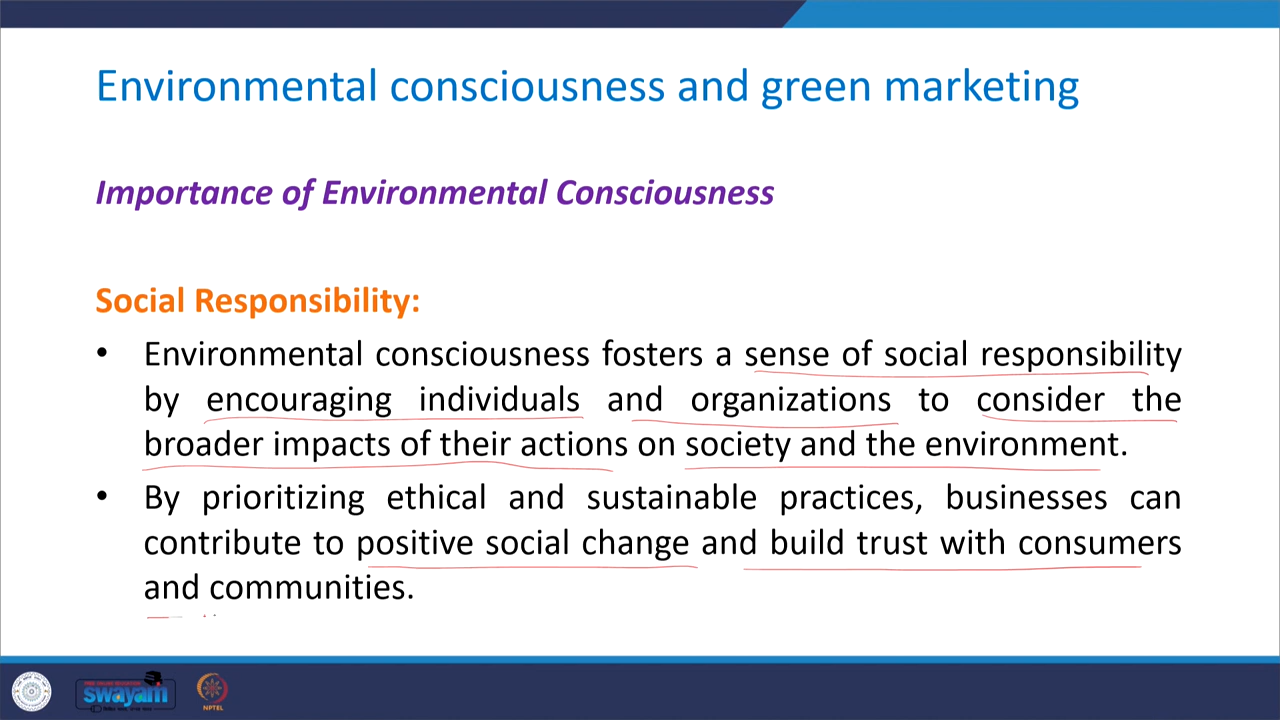 Environmental consciousness and green marketing
Importance of Environmental Consciousness
Social Responsibility:
• Environmental consciousness fosters a sense of social responsibility
by encouraging individuals and organizations to consider the
broader impacts of their actions on society and the environment.
• By prioritizing ethical and sustainable practices, businesses can
contribute to positive social change and build trust with consumers
and communities.
swayam
NPTEL